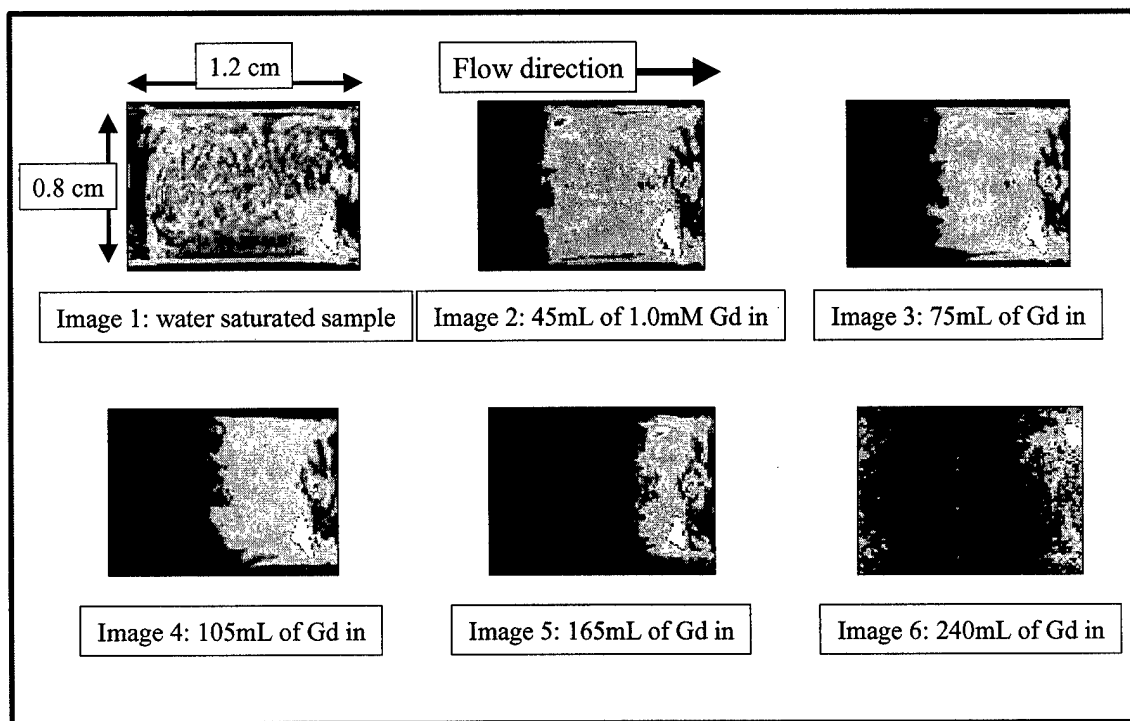 1.2 cm
Flow direction
0.8 cm
Image 1: water saturated sample
Image 2: 45mL of 1.0mM Gd in
Image 3: 75mL of Gd in
Image 4: 105mL of Gd in
Image 5: 165mL of Gd in
Image 6: 240mL of Gd in